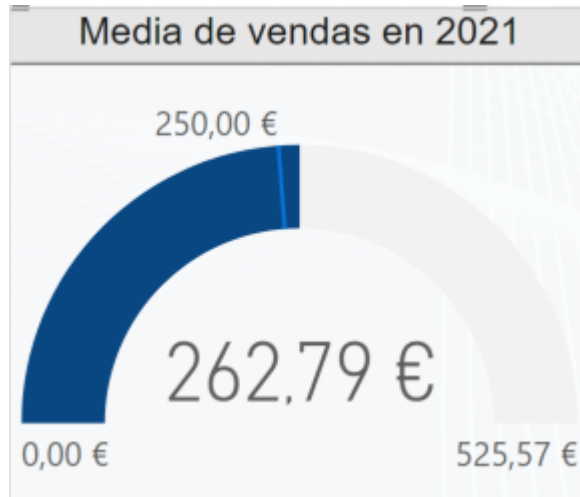 Media de vendas en 2021
250,00 €
262,79 €
0,00 €
525,57 €